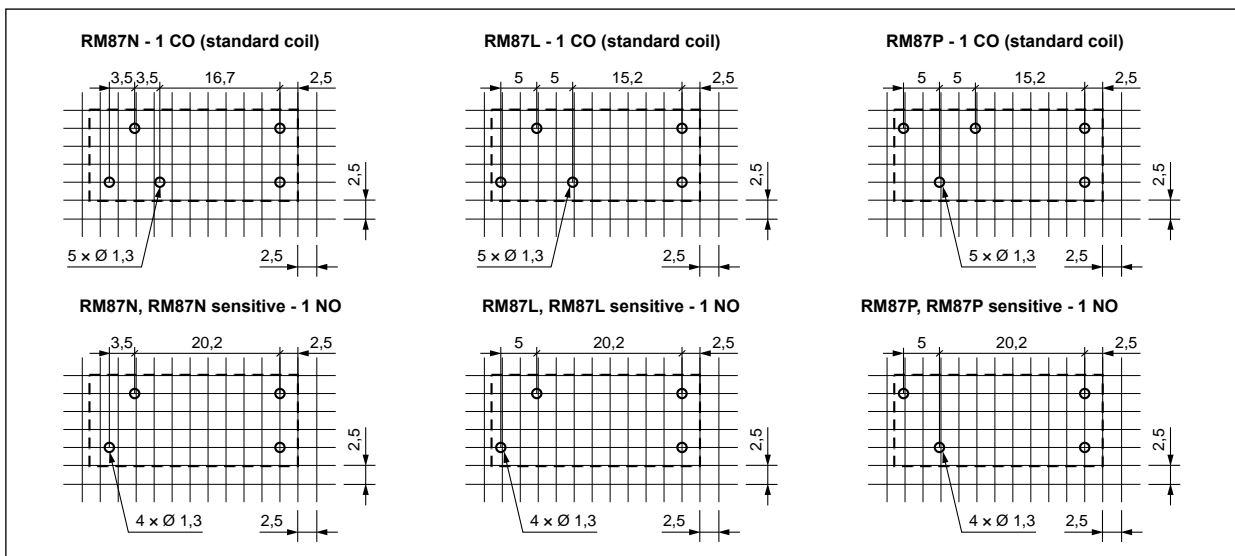 RM87N - 1 CO (standard coil)
3,5 3,5 16,7 2,5
2,5
5 × Ø 1,3
2,5
RM87L - 1 CO (standard coil)
5 5 15,2 2,5
2,5
5 × Ø 1,3
2,5
RM87P - 1 CO (standard coil)
5 5 15,2 2,5
2,5
5 × Ø 1,3
2,5
RM87N, RM87N sensitive - 1 NO
3,5 20,2 2,5
2,5
4 × Ø 1,3
2,5
RM87L, RM87L sensitive - 1 NO
5 20,2 2,5
2,5
4 × Ø 1,3
2,5
RM87P, RM87P sensitive - 1 NO
5 20,2 2,5
2,5
4 × Ø 1,3
2,5